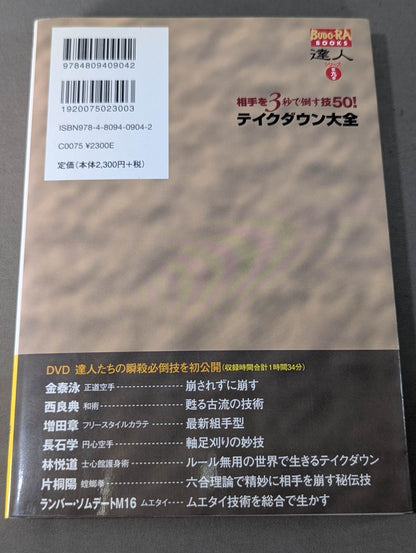 9784809409042
1920075023003
ISBN978-4-8094-0904-2
C0075 ¥2300E
定価(本体2,300円+税)
BUDO-RA
BOOKS
達人
シリーズ
相手を3秒で倒す技50!
テイクダウン大全
DVD 達人たちの瞬殺必倒技を初公開(収録時間合計1時間34分)
金泰泳 正道空手 崩されずに崩す
西良典 和術 甦る古流の技術
増田章 フリースタイルカラテ 最新組手型
長石学 円心空手 軸足刈りの妙技
林悦道 士心館護身術 ルール無用の世界で生きるテイクダウン
片桐陽 螳螂拳 六合理論で精妙に相手を崩す秘伝技
ランバー・ソムデートM16 ムエタイ ムエタイ技術を総合で生かす